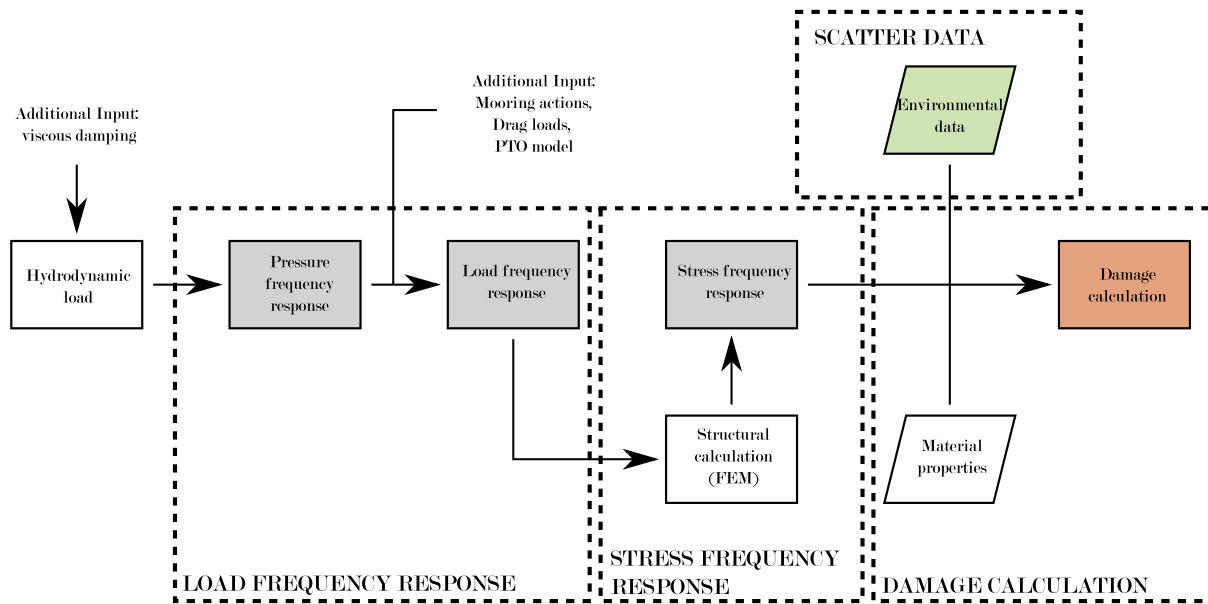 SCATTER DATA
Environmental
data
Additional Input:
Mooring actions,
Drag loads,
PTO model
Additional Input:
viscous damping
Hydrodynamic
load
Pressure
frequency
response
Load frequency
response
Stress frequency
response
Damage
calculation
Structural
calculation
(FEM)
Material
properties
LOAD FREQUENCY RESPONSE
STRESS FREQUENCY
RESPONSE
DAMAGE CALCULATION